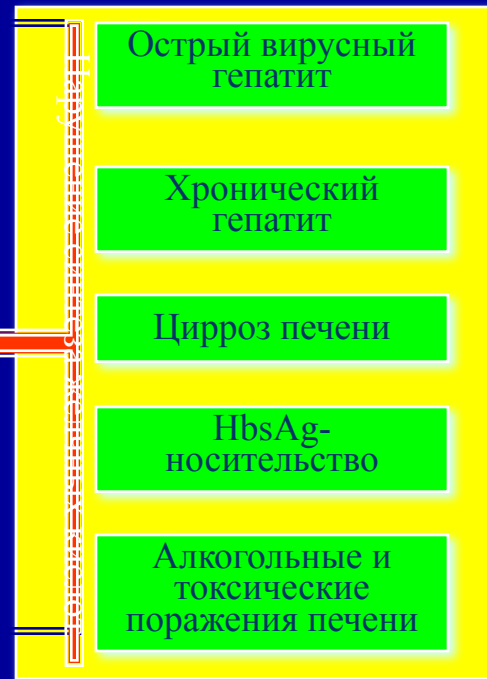 Острый вирусный
гепатит
Хронический
гепатит
Цирроз печени
HbsAg-
носительство
Алкогольные и
токсические
поражения печени